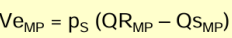 Ve_MP = p_S (QR_MP – Qs_MP)